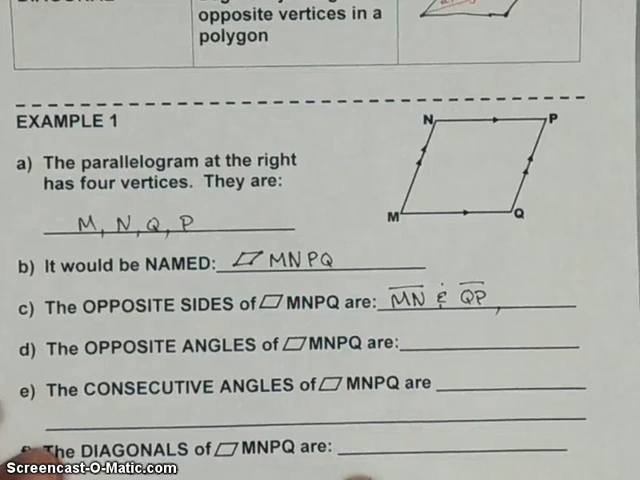 opposite vertices in a
polygon
EXAMPLE 1
N P
a) The parallelogram at the right
has four vertices. They are:
M Q
M, N, Q, P
b) It would be NAMED: ▱ MNPQ
c) The OPPOSITE SIDES of ▱ MNPQ are: MN & QP,
d) The OPPOSITE ANGLES of ▱ MNPQ are:
e) The CONSECUTIVE ANGLES of ▱ MNPQ are
The DIAGONALS of ▱ MNPQ are:
Screencast-O-Matic.com